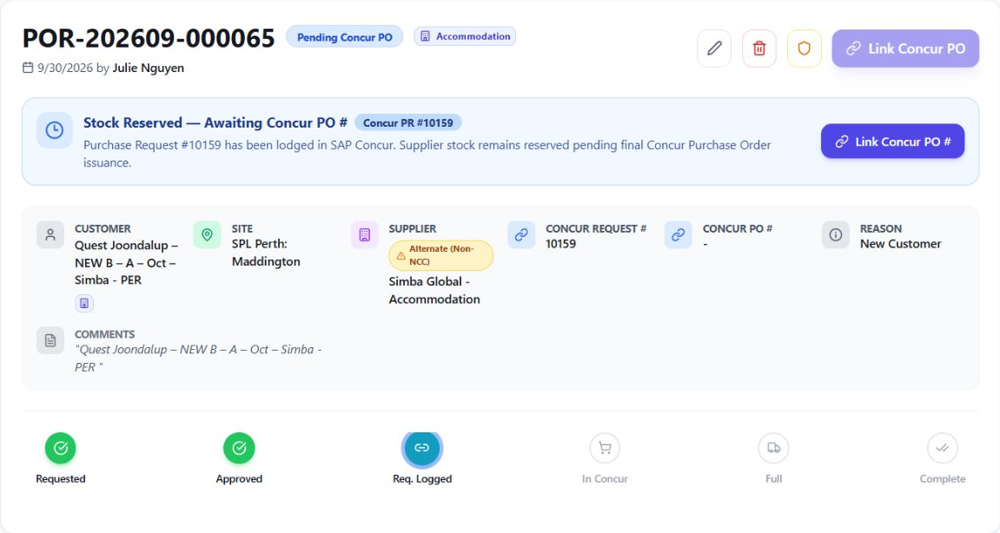 POR-202609-000065
Pending Concur PO
Accommodation
Link Concur PO
9/30/2026 by Julie Nguyen
Stock Reserved — Awaiting Concur PO #
Concur PR #10159
Purchase Request #10159 has been lodged in SAP Concur. Supplier stock remains reserved pending final Concur Purchase Order
issuance.
Link Concur PO #
CUSTOMER
Quest Joondalup –
NEW B – A – Oct –
Simba - PER
SITE
SPL Perth:
Maddington
SUPPLIER
Alternate (Non-
NCC)
Simba Global -
Accommodation
CONCUR REQUEST #
10159
CONCUR PO #
-
REASON
New Customer
COMMENTS
"Quest Joondalup – NEW B – A – Oct – Simba -
PER "
Requested
Approved
Req. Logged
In Concur
Full
Complete